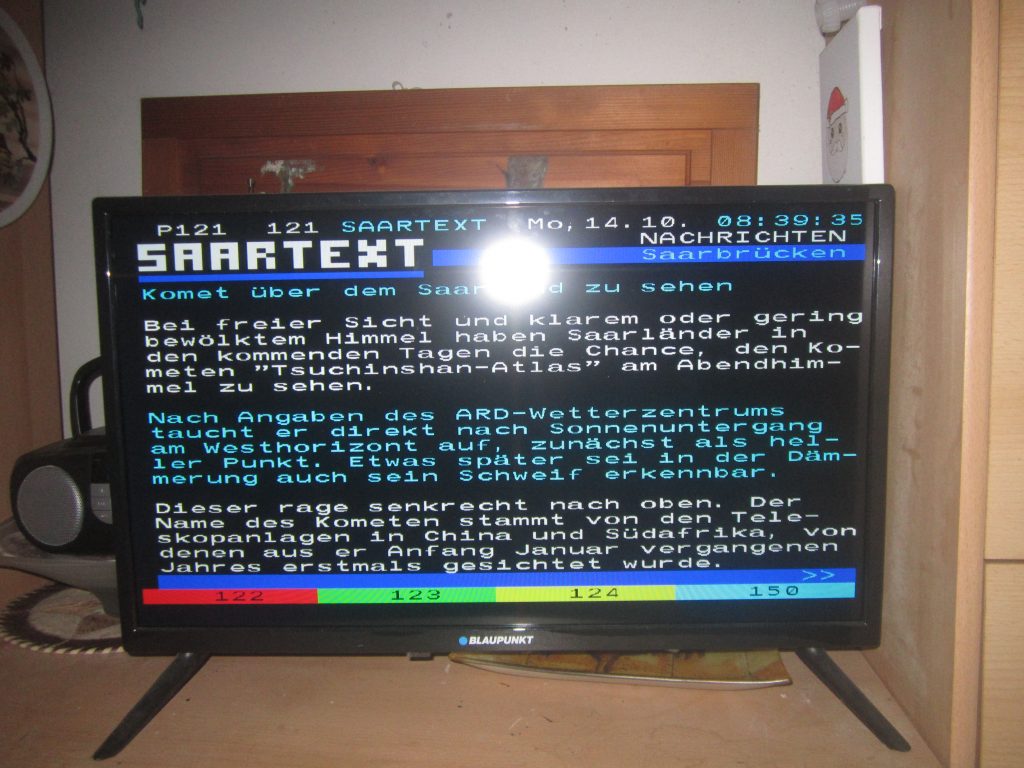 P121 121 SAARTEXT Mo, 14.10. 08:39:35
SAARTEXT NACHRICHTEN
Saarbrücken
Komet über dem zu sehen
Bei freier Sicht und klarem oder gering
bewölktem Himmel haben Saarländer in
den kommenden Tagen die Chance, den Ko-
meten "Tsuchinshan-Atlas" am Abendhim-
mel zu sehen.
Nach Angaben des ARD-Wetterzentrums
taucht er direkt nach Sonnenuntergang
am Westhorizont auf, zunächst als hel-
ler Punkt. Etwas später sei in der Däm-
merung auch sein Schweif erkennbar.
Dieser rage senkrecht nach oben. Der
Name des Kometen stammt von den Tele-
skopanlagen in China und Südafrika, von
denen aus er Anfang Januar vergangenen
Jahres erstmals gesichtet wurde.
>>
122 123 124 150
BLAUPUNKT